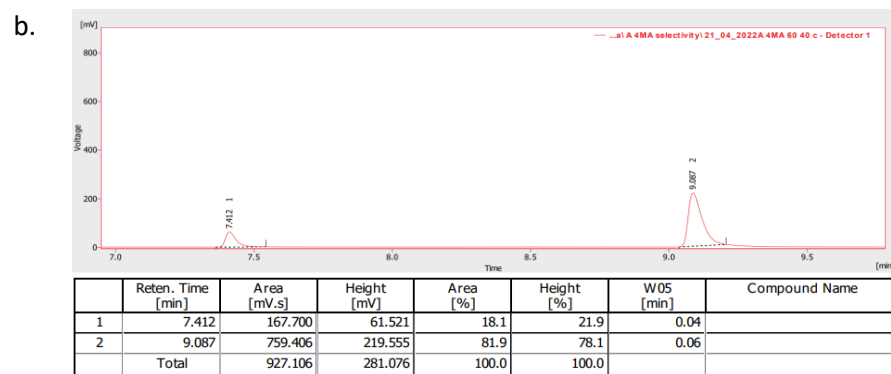 b.
[mV]
...a\ A 4MA selectivity\ 21_04_2022A 4MA 60 40 c - Detector 1
800
600
400
200
0
Voltage
7.412 1
9.087 2
7.0 7.5 8.0 8.5 9.0 9.5
Time
[min
Reten. Time [min] Area [mV.s] Height [mV] Area [%] Height [%] W05 [min] Compound Name
1 7.412 167.700 61.521 18.1 21.9 0.04
2 9.087 759.406 219.555 81.9 78.1 0.06
Total 927.106 281.076 100.0 100.0